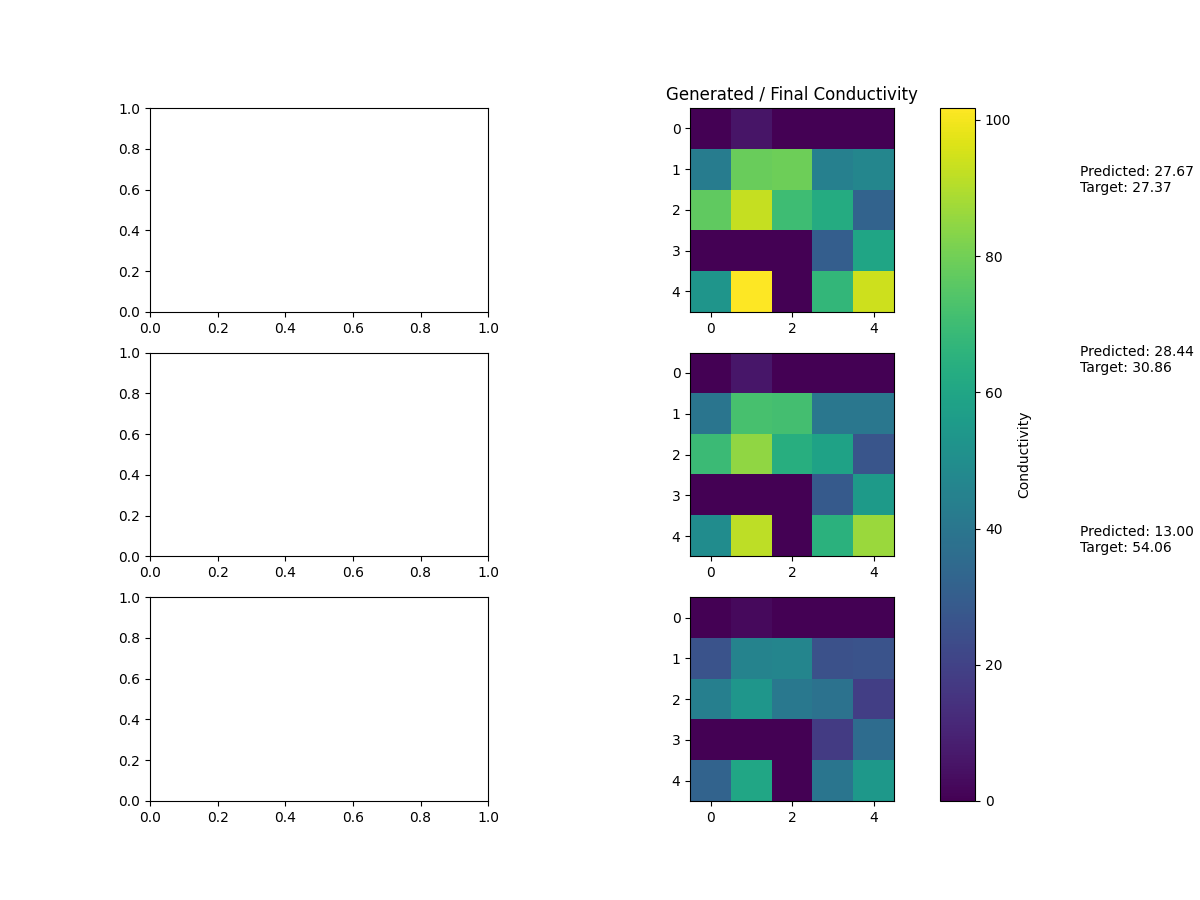 Generated / Final Conductivity
1.0
0.8
0.6
0.4
0.2
0.0
0.0 0.2 0.4 0.6 0.8 1.0
0
1
2
3
4
0 2 4
Predicted: 27.67
Target: 27.37
1.0
0.8
0.6
0.4
0.2
0.0
0.0 0.2 0.4 0.6 0.8 1.0
0
1
2
3
4
0 2 4
Predicted: 28.44
Target: 30.86
1.0
0.8
0.6
0.4
0.2
0.0
0.0 0.2 0.4 0.6 0.8 1.0
0
1
2
3
4
0 2 4
Predicted: 13.00
Target: 54.06
100
80
60
40
20
0
Conductivity